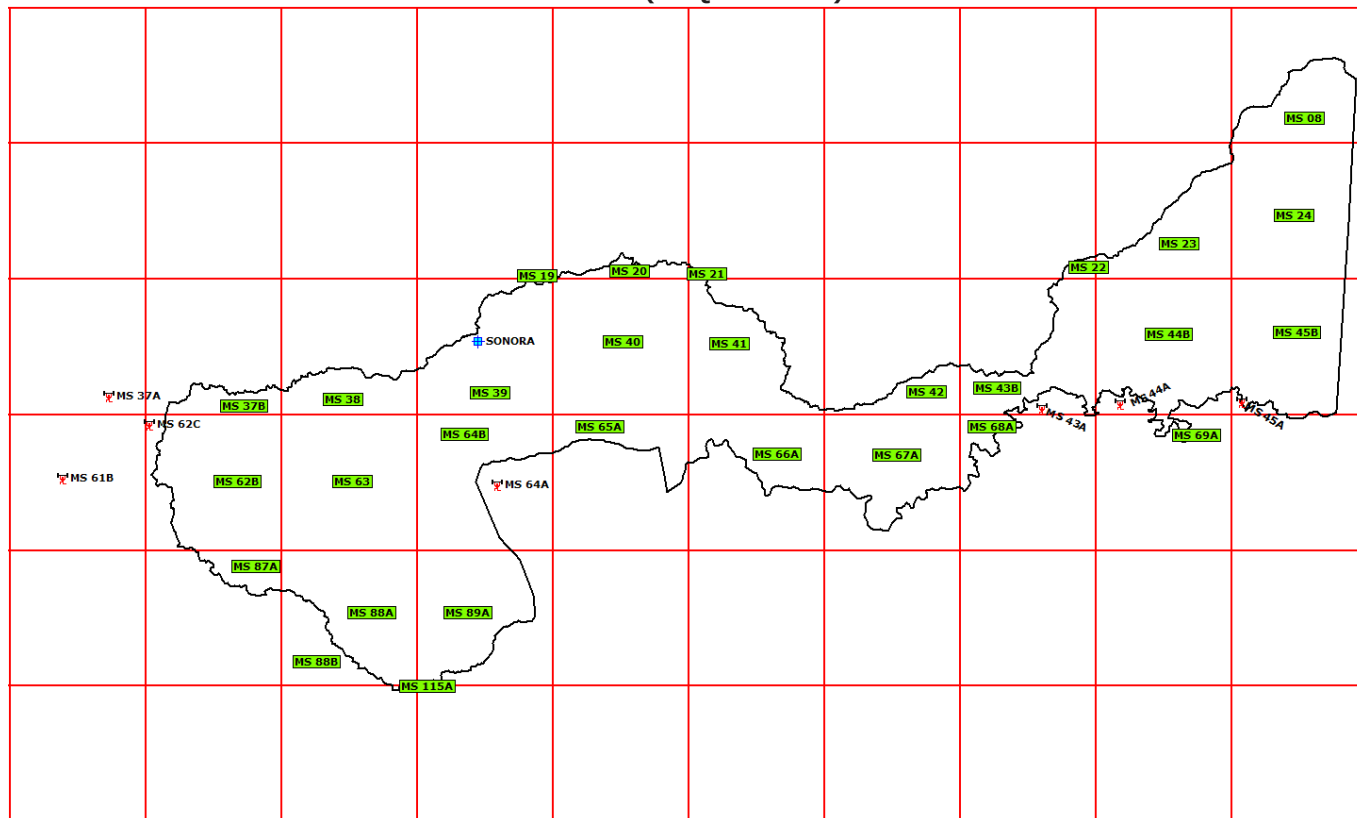 MS 08
MS 24
MS 23
MS 22
MS 19
MS 20
MS 21
MS 44B
MS 45B
SONORA
MS 40
MS 41
MS 37A
MS 37B
MS 38
MS 39
MS 42
MS 43B
MS 44A
MS 45A
MS 43A
MS 62C
MS 64B
MS 65A
MS 68A
MS 69A
MS 66A
MS 67A
MS 61B
MS 62B
MS 63
MS 64A
MS 87A
MS 88A
MS 89A
MS 88B
MS 115A